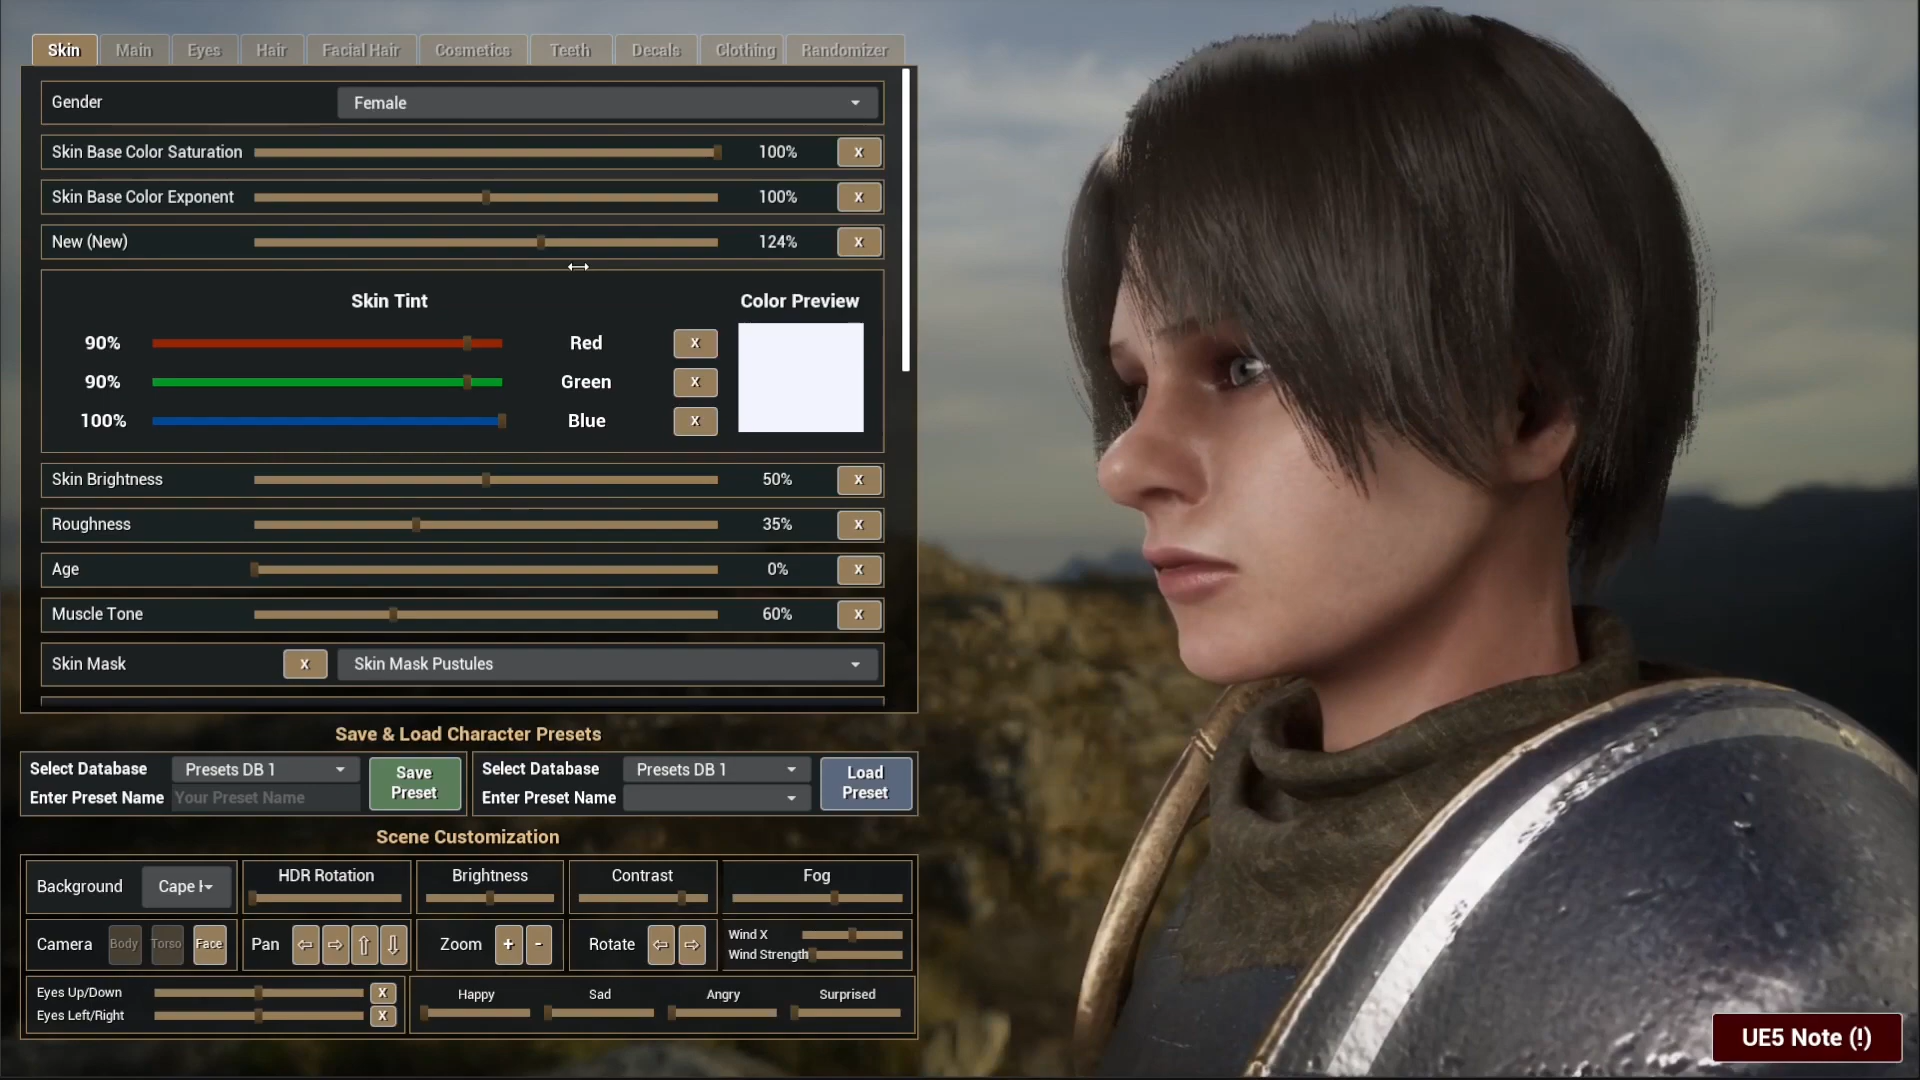 Skin Main Eyes Hair Facial Hair Cosmetics Teeth Decals Clothing Randomizer
Gender Female
Skin Base Color Saturation 100% X
Skin Base Color Exponent 100% X
New (New) 124% X
Skin Tint Color Preview
90% Red X
90% Green X
100% Blue X
Skin Brightness 50% X
Roughness 35% X
Age 0% X
Muscle Tone 60% X
Skin Mask X Skin Mask Pustules
Save & Load Character Presets
Select Database Presets DB 1 Save Preset Select Database Presets DB 1 Load Preset
Enter Preset Name Your Preset Name Enter Preset Name
Scene Customization
Background Cape HDR Rotation Brightness Contrast Fog
Camera Body Torso Face Pan Zoom + - Rotate Wind X
Wind Strength
Eyes Up/Down X Happy Sad Angry Surprised
Eyes Left/Right X
UE5 Note (!)